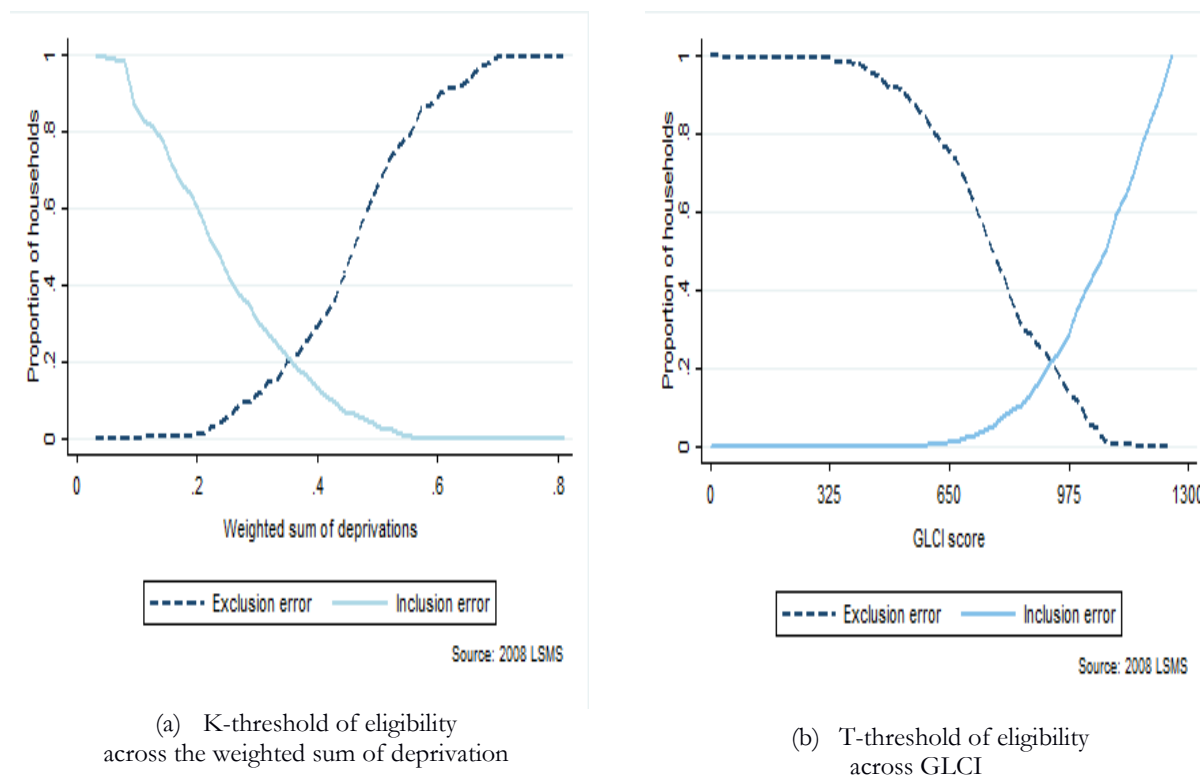 Proportion of households
1
.8
.6
.4
.2
0
0 .2 .4 .6 .8
Weighted sum of deprivations
Exclusion error Inclusion error
Source: 2008 LSMS
(a) K-threshold of eligibility
across the weighted sum of deprivation
Proportion of households
1
.8
.6
.4
.2
0
0 325 650 975 1300
GLCI score
Exclusion error Inclusion error
Source: 2008 LSMS
(b) T-threshold of eligibility
across GLCI